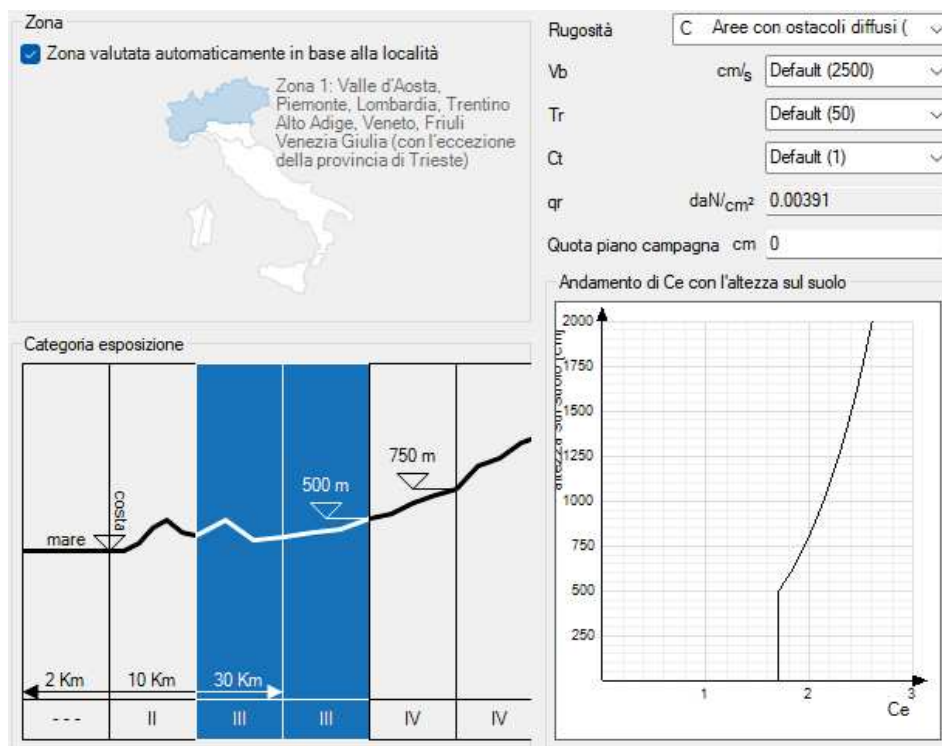 Zona
Zona valutata automaticamente in base alla località
Zona 1: Valle d'Aosta,
Piemonte, Lombardia, Trentino
Alto Adige, Veneto, Friuli
Venezia Giulia (con l'eccezione
della provincia di Trieste)
Categoria esposizione
mare
costa
500 m
750 m
2 Km
10 Km
30 Km
---
II
III
III
IV
IV
Rugosità C Aree con ostacoli diffusi (
Vb cm/s Default (2500)
Tr Default (50)
Ct Default (1)
qr daN/cm² 0.00391
Quota piano campagna cm 0
Andamento di Ce con l'altezza sul suolo
altezza sul suolo [cm]
2000
1750
1500
1250
1000
750
500
250
1
2
3
Ce